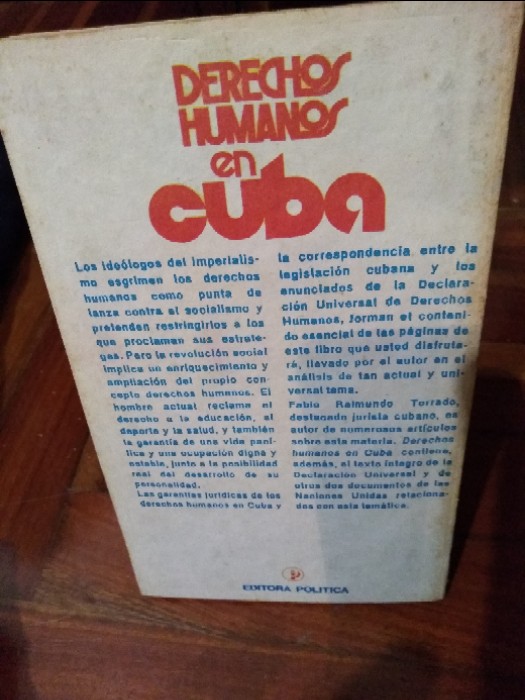 DERECHOS
HUMANOS
en
cuba
Los ideólogos del imperialis-
mo esgrimen los derechos
humanos como punta de
lanza contra el socialismo y
pretenden restringirlos a los
que proclaman sus estrate-
gas. Pero la revolución social
implica un enriquecimiento y
ampliación del propio con-
cepto derechos humanos. El
hombre actual reclama el
derecho a la educación, al
deporte y la salud, y también
la garantía de una vida pací-
fica y una ocupación digna y
estable, junto a la posibilidad
real del desarrollo de su
personalidad.
Las garantías jurídicas de los
derechos humanos en Cuba y
la correspondencia entre la
legislación cubana y los
enunciados de la Declara-
ción Universal de Derechos
Humanos, forman el conteni-
do esencial de las páginas de
este libro que usted disfruta-
rá, llevado por el autor en el
análisis de tan actual y uni-
versal tema.
Fabio Raimundo Torrado,
destacado jurista cubano, es
autor de numerosos artículos
sobre esta materia. Derechos
humanos en Cuba contiene,
además, el texto íntegro de la
Declaración Universal y de
otros dos documentos de las
Naciones Unidas relaciona-
dos con esta temática.
EDITORA POLITICA